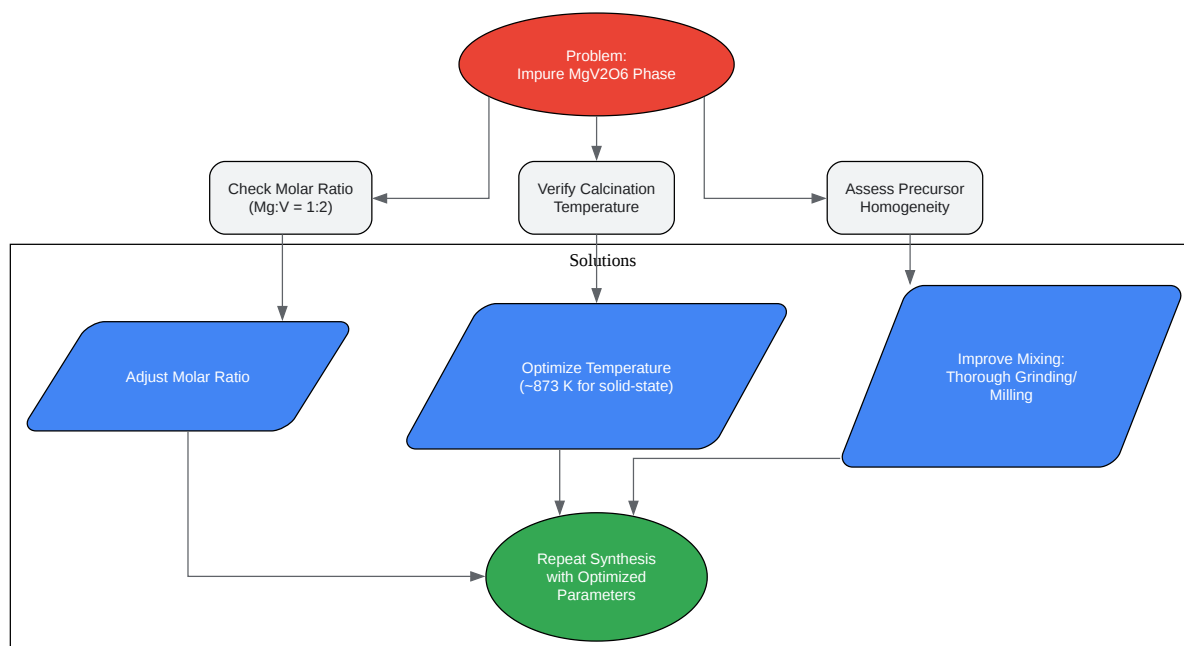 Problem:
Impure MgV2O6 Phase
Check Molar Ratio
(Mg:V = 1:2)
Verify Calcination
Temperature
Assess Precursor
Homogeneity
Solutions
Adjust Molar Ratio
Optimize Temperature
(~873 K for solid-state)
Improve Mixing:
Thorough Grinding/
Milling
Repeat Synthesis
with Optimized
Parameters